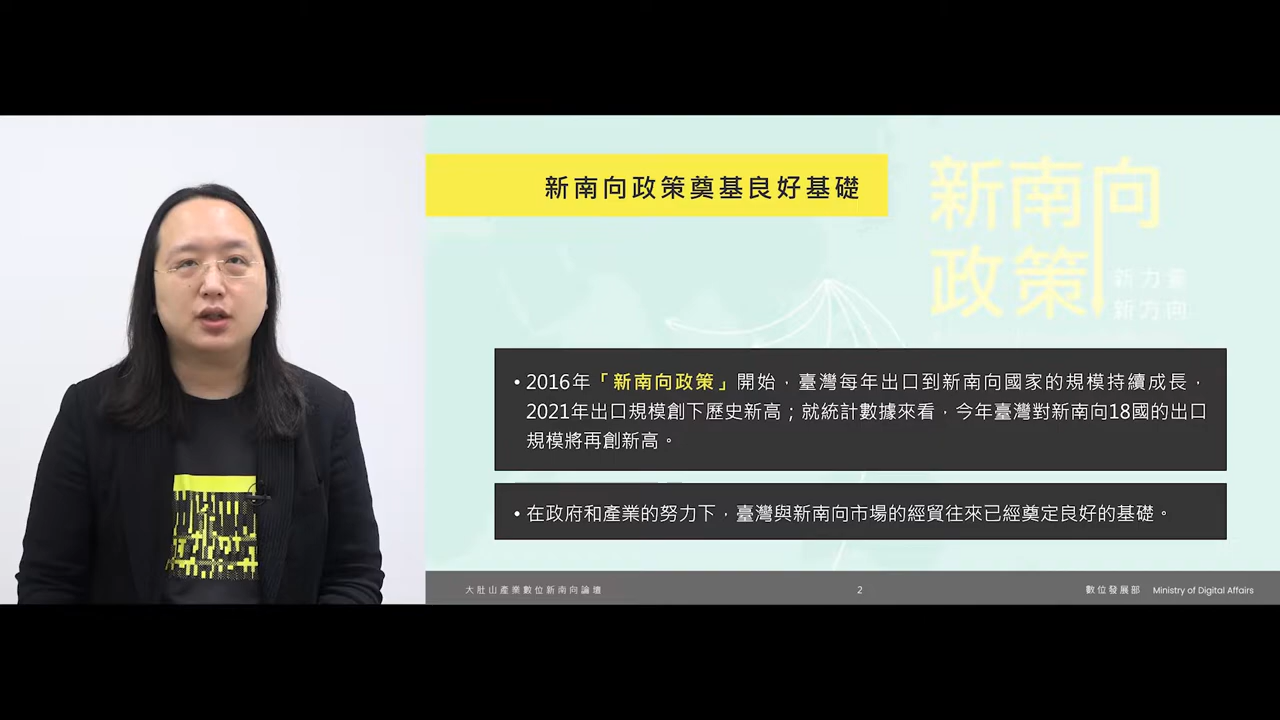 新南向政策奠基良好基礎
新南向
政策
新力量
新方向
• 2016年「新南向政策」開始，臺灣每年出口到新南向國家的規模持續成長，
2021年出口規模創下歷史新高；就統計數據來看，今年臺灣對新南向18國的出口
規模將再創新高。
• 在政府和產業的努力下，臺灣與新南向市場的經貿往來已經奠定良好的基礎。
大肚山產業數位新南向論壇
2
數位發展部 Ministry of Digital Affairs